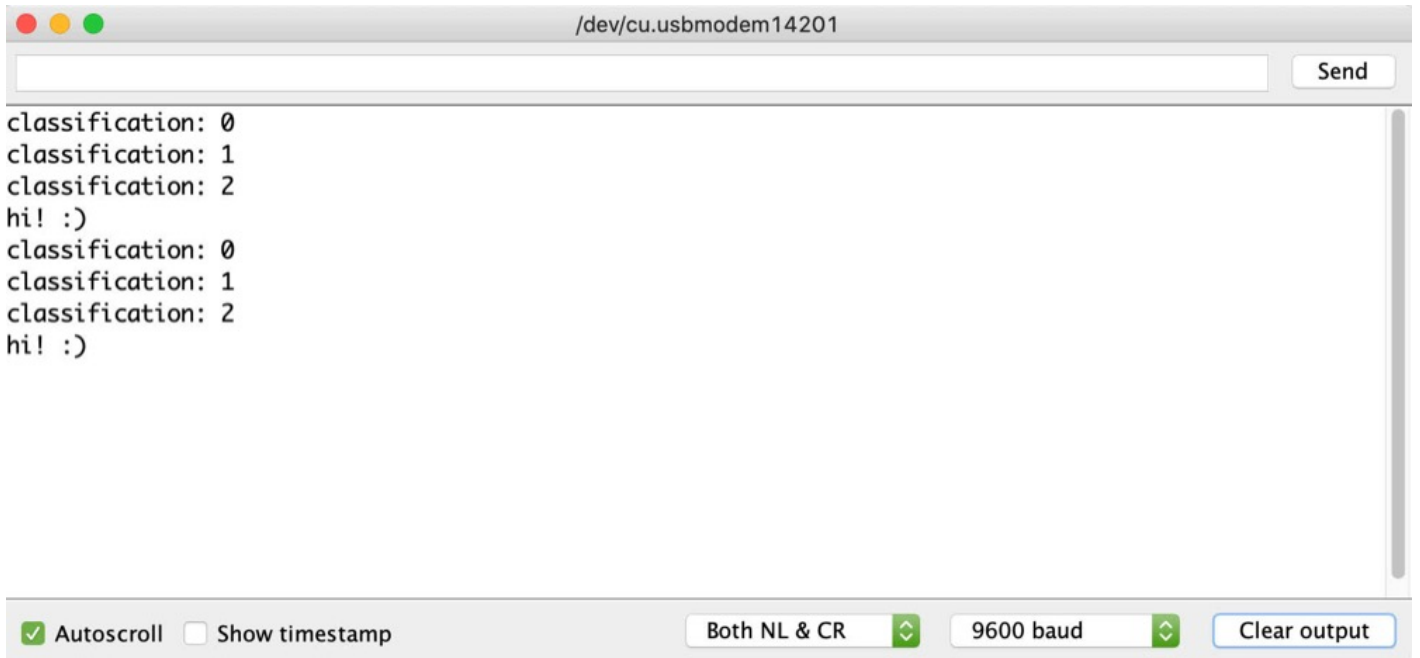 /dev/cu.usbmodem14201
Send
classification: 0
classification: 1
classification: 2
hi! :)
classification: 0
classification: 1
classification: 2
hi! :)
Autoscroll Show timestamp Both NL & CR 9600 baud Clear output